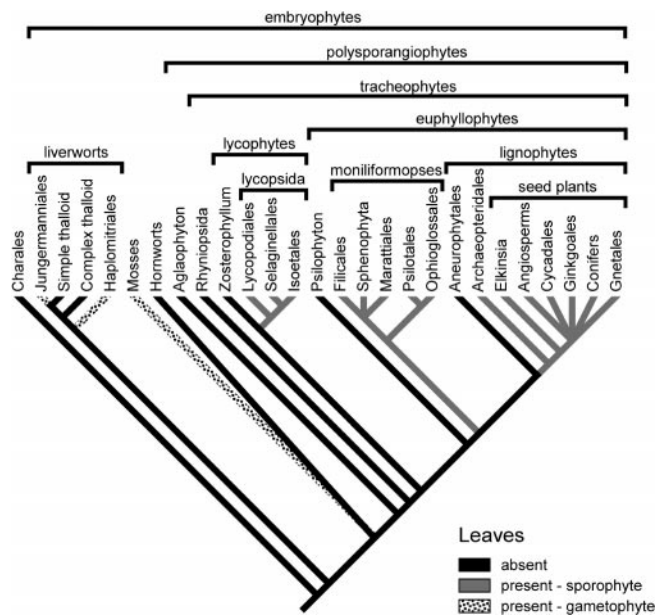 embryophytes
polysporangiophytes
tracheophytes
euphyllophytes
lycophytes
liverworts
lycopsida
moniliformopses
lignophytes
seed plants
Charales
Jungermanniales
Simple thalloid
Complex thalloid
Haplomitriales
Mosses
Hornworts
Aglaophyton
Rhyniopsida
Zosterophyllum
Lycopodiales
Selaginellales
Isoetales
Psilophyton
Filicales
Sphenophyta
Marattiales
Psilotales
Ophioglossales
Aneurophytales
Archaeopteridales
Elkinsia
Angiosperms
Cycadales
Ginkgoales
Conifers
Gnetales
Leaves
absent
present - sporophyte
present - gametophyte